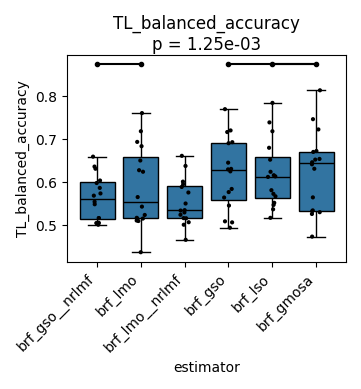 TL_balanced_accuracy
p = 1.25e-03
TL_balanced_accuracy
0.8
0.7
0.6
0.5
brf_gso__nrlmf
brf_lmo
brf_lmo__nrlmf
brf_gso
brf_lso
brf_gmosa
estimator